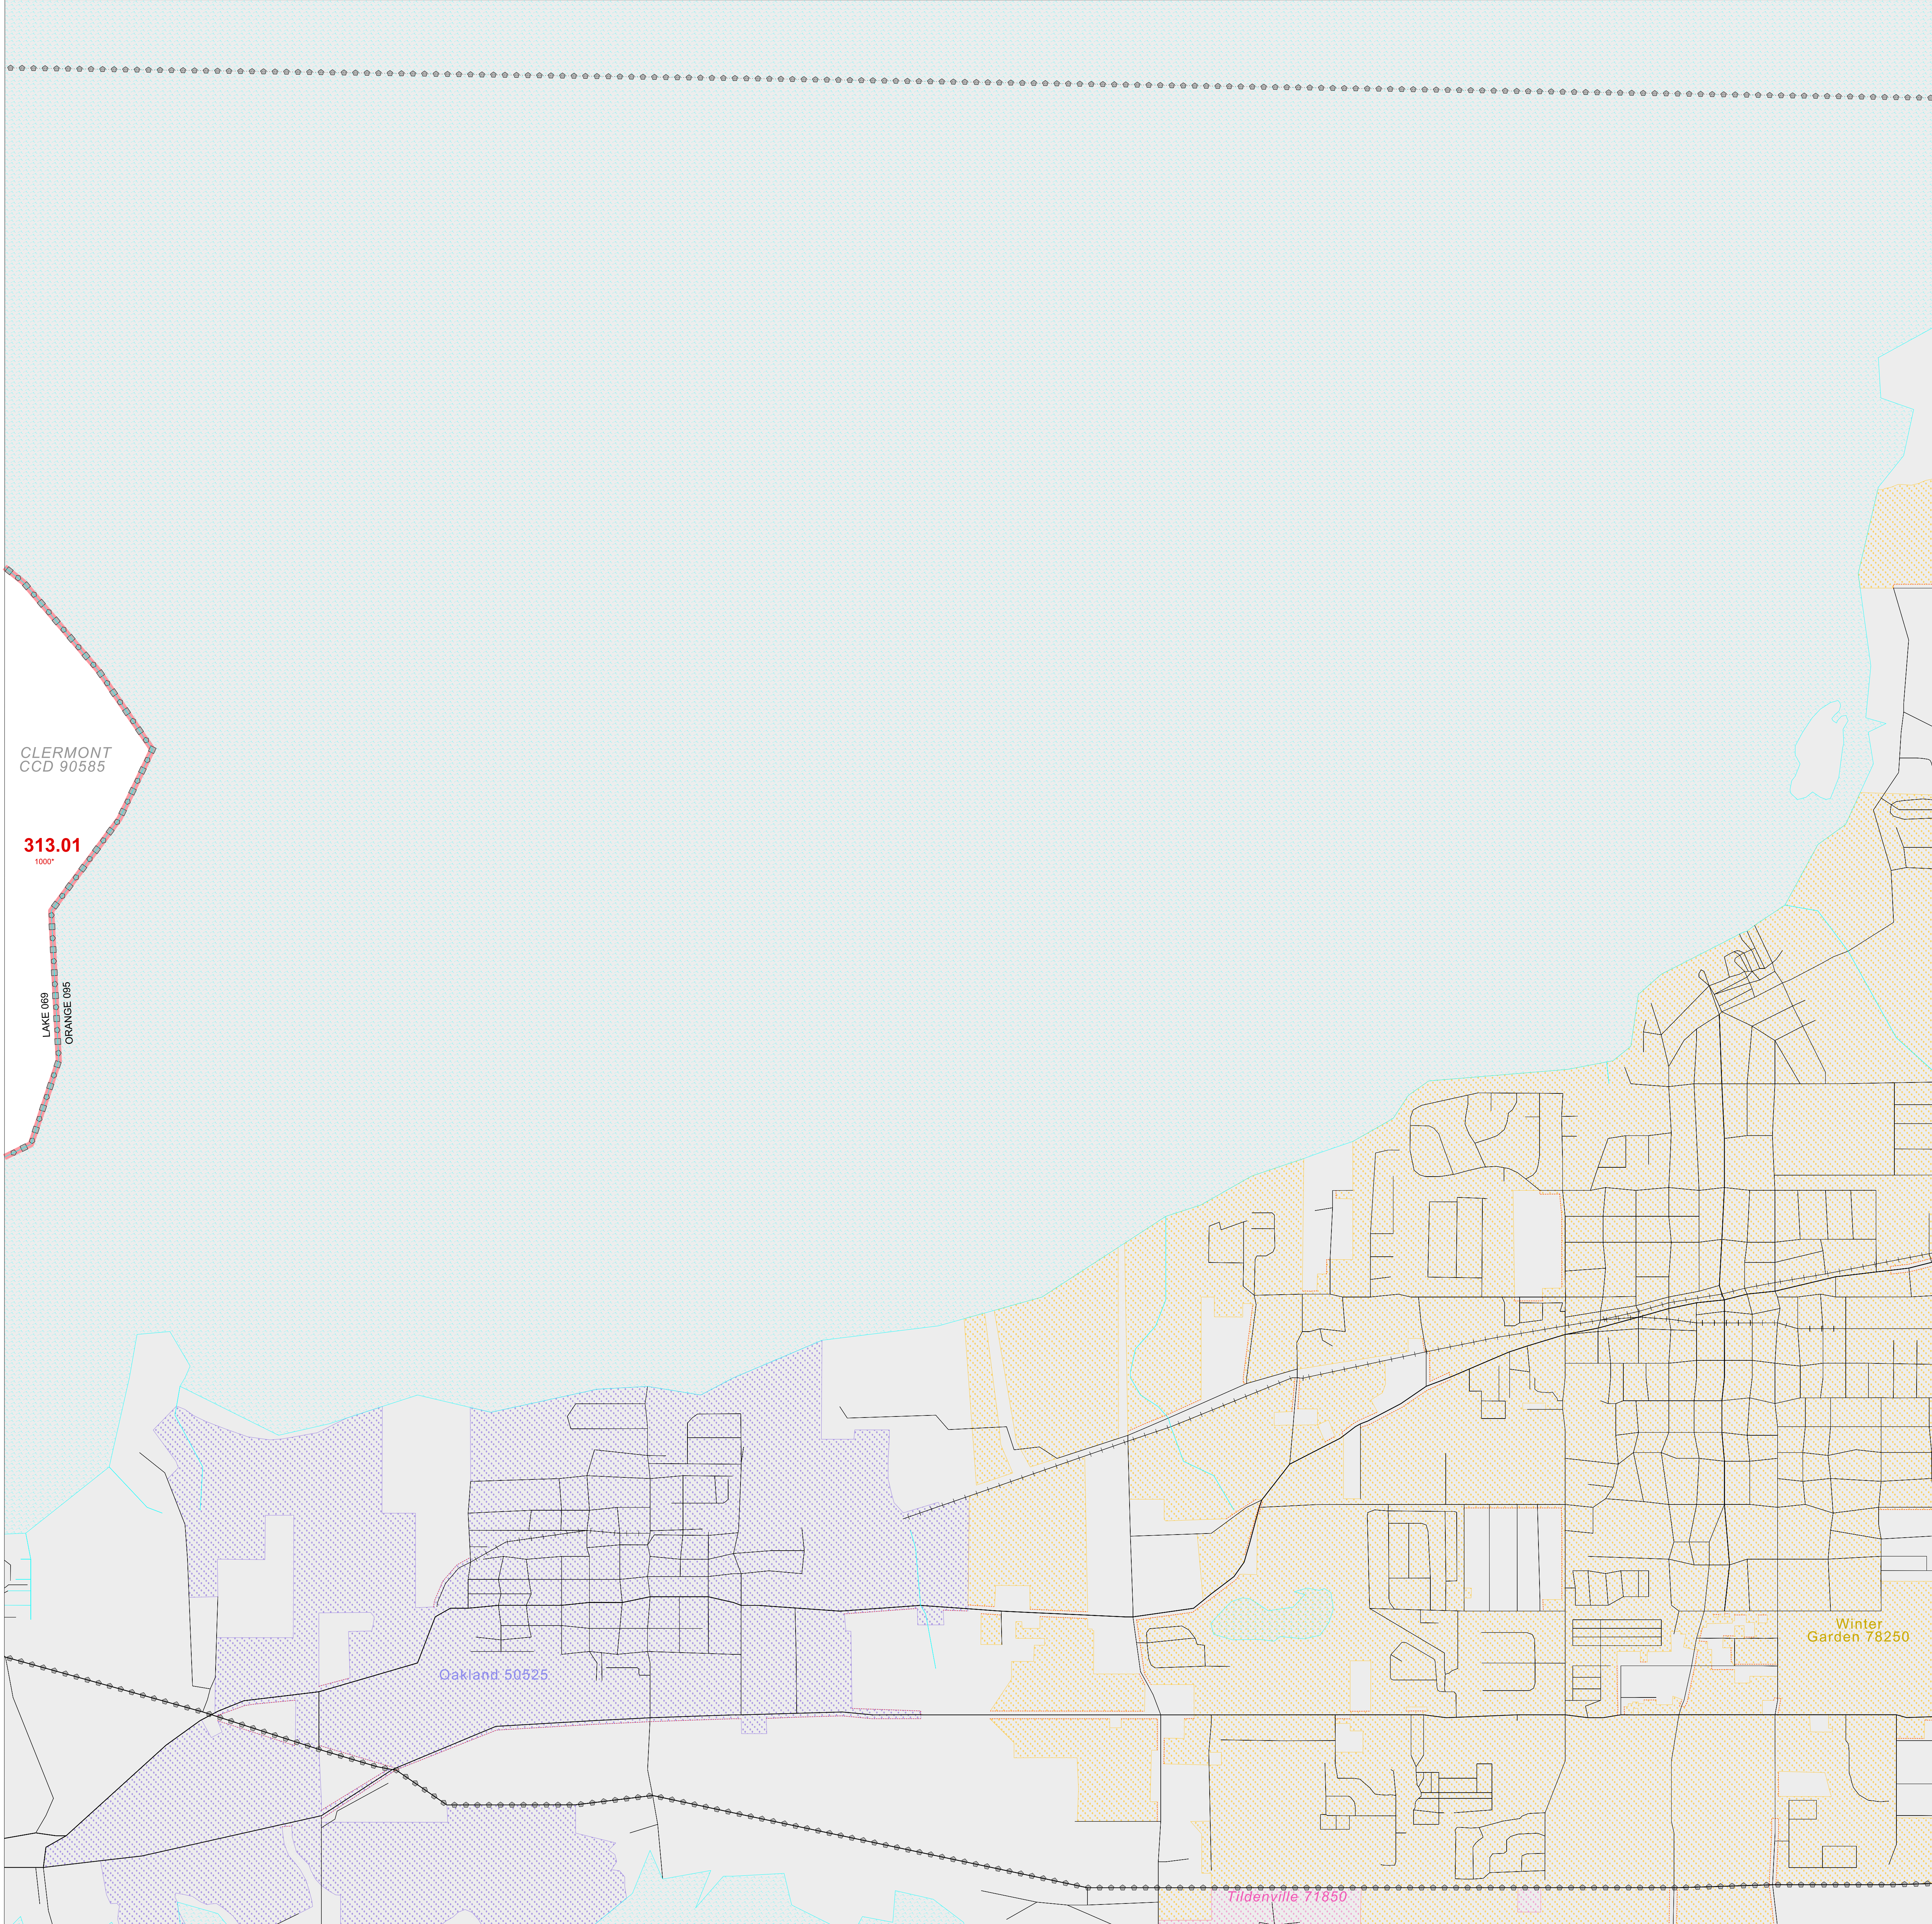 CLERMONT
CCD 90585
313.01
1000*
LAKE 069
ORANGE 095
Winter
Garden 78250
Oakland 50525
Tildenville 71850